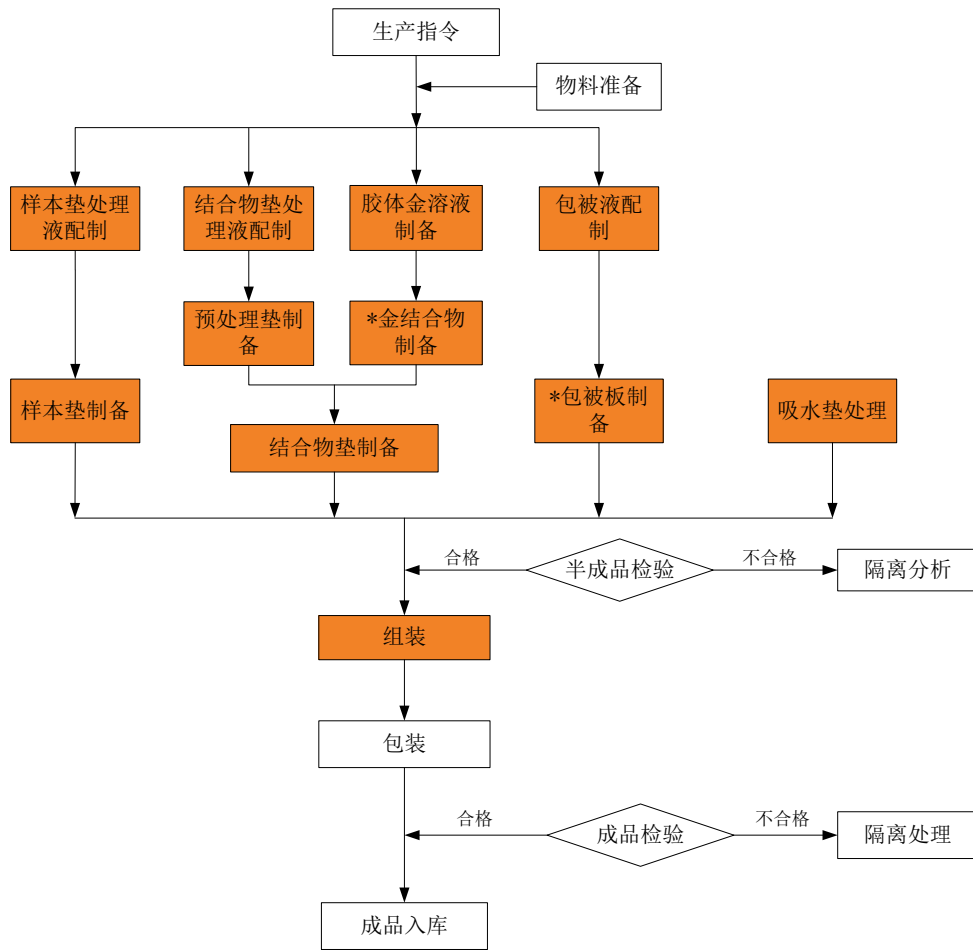 生产指令
物料准备
样本垫处理
液配制
结合物垫处
理液配制
胶体金溶液
制备
包被液配
制
预处理垫制
备
*金结合物
制备
样本垫制备
*包被板制
备
吸水垫处理
结合物垫制备
合格
半成品检验
不合格
隔离分析
组装
包装
合格
成品检验
不合格
隔离处理
成品入库